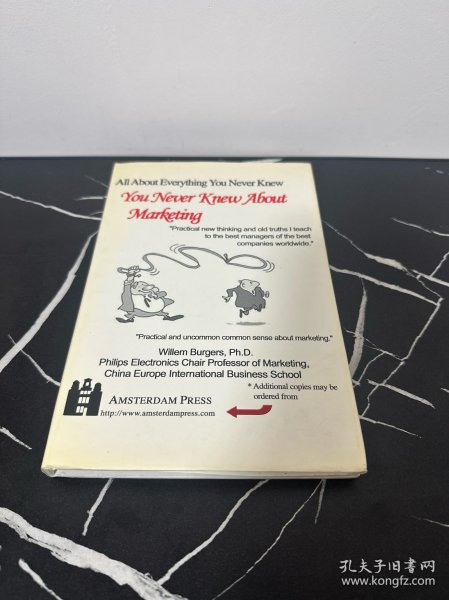 All About Everything You Never Knew
You Never Knew About
Marketing
"Practical new thinking and old truths I teach
to the best managers of the best
companies worldwide."
"Practical and uncommon common sense about marketing."
Willem Burgers, Ph.D.
Philips Electronics Chair Professor of Marketing,
China Europe International Business School
* Additional copies may be
ordered from
AMSTERDAM PRESS
http://www.amsterdampress.com
孔夫子旧书网
www.kongfz.com